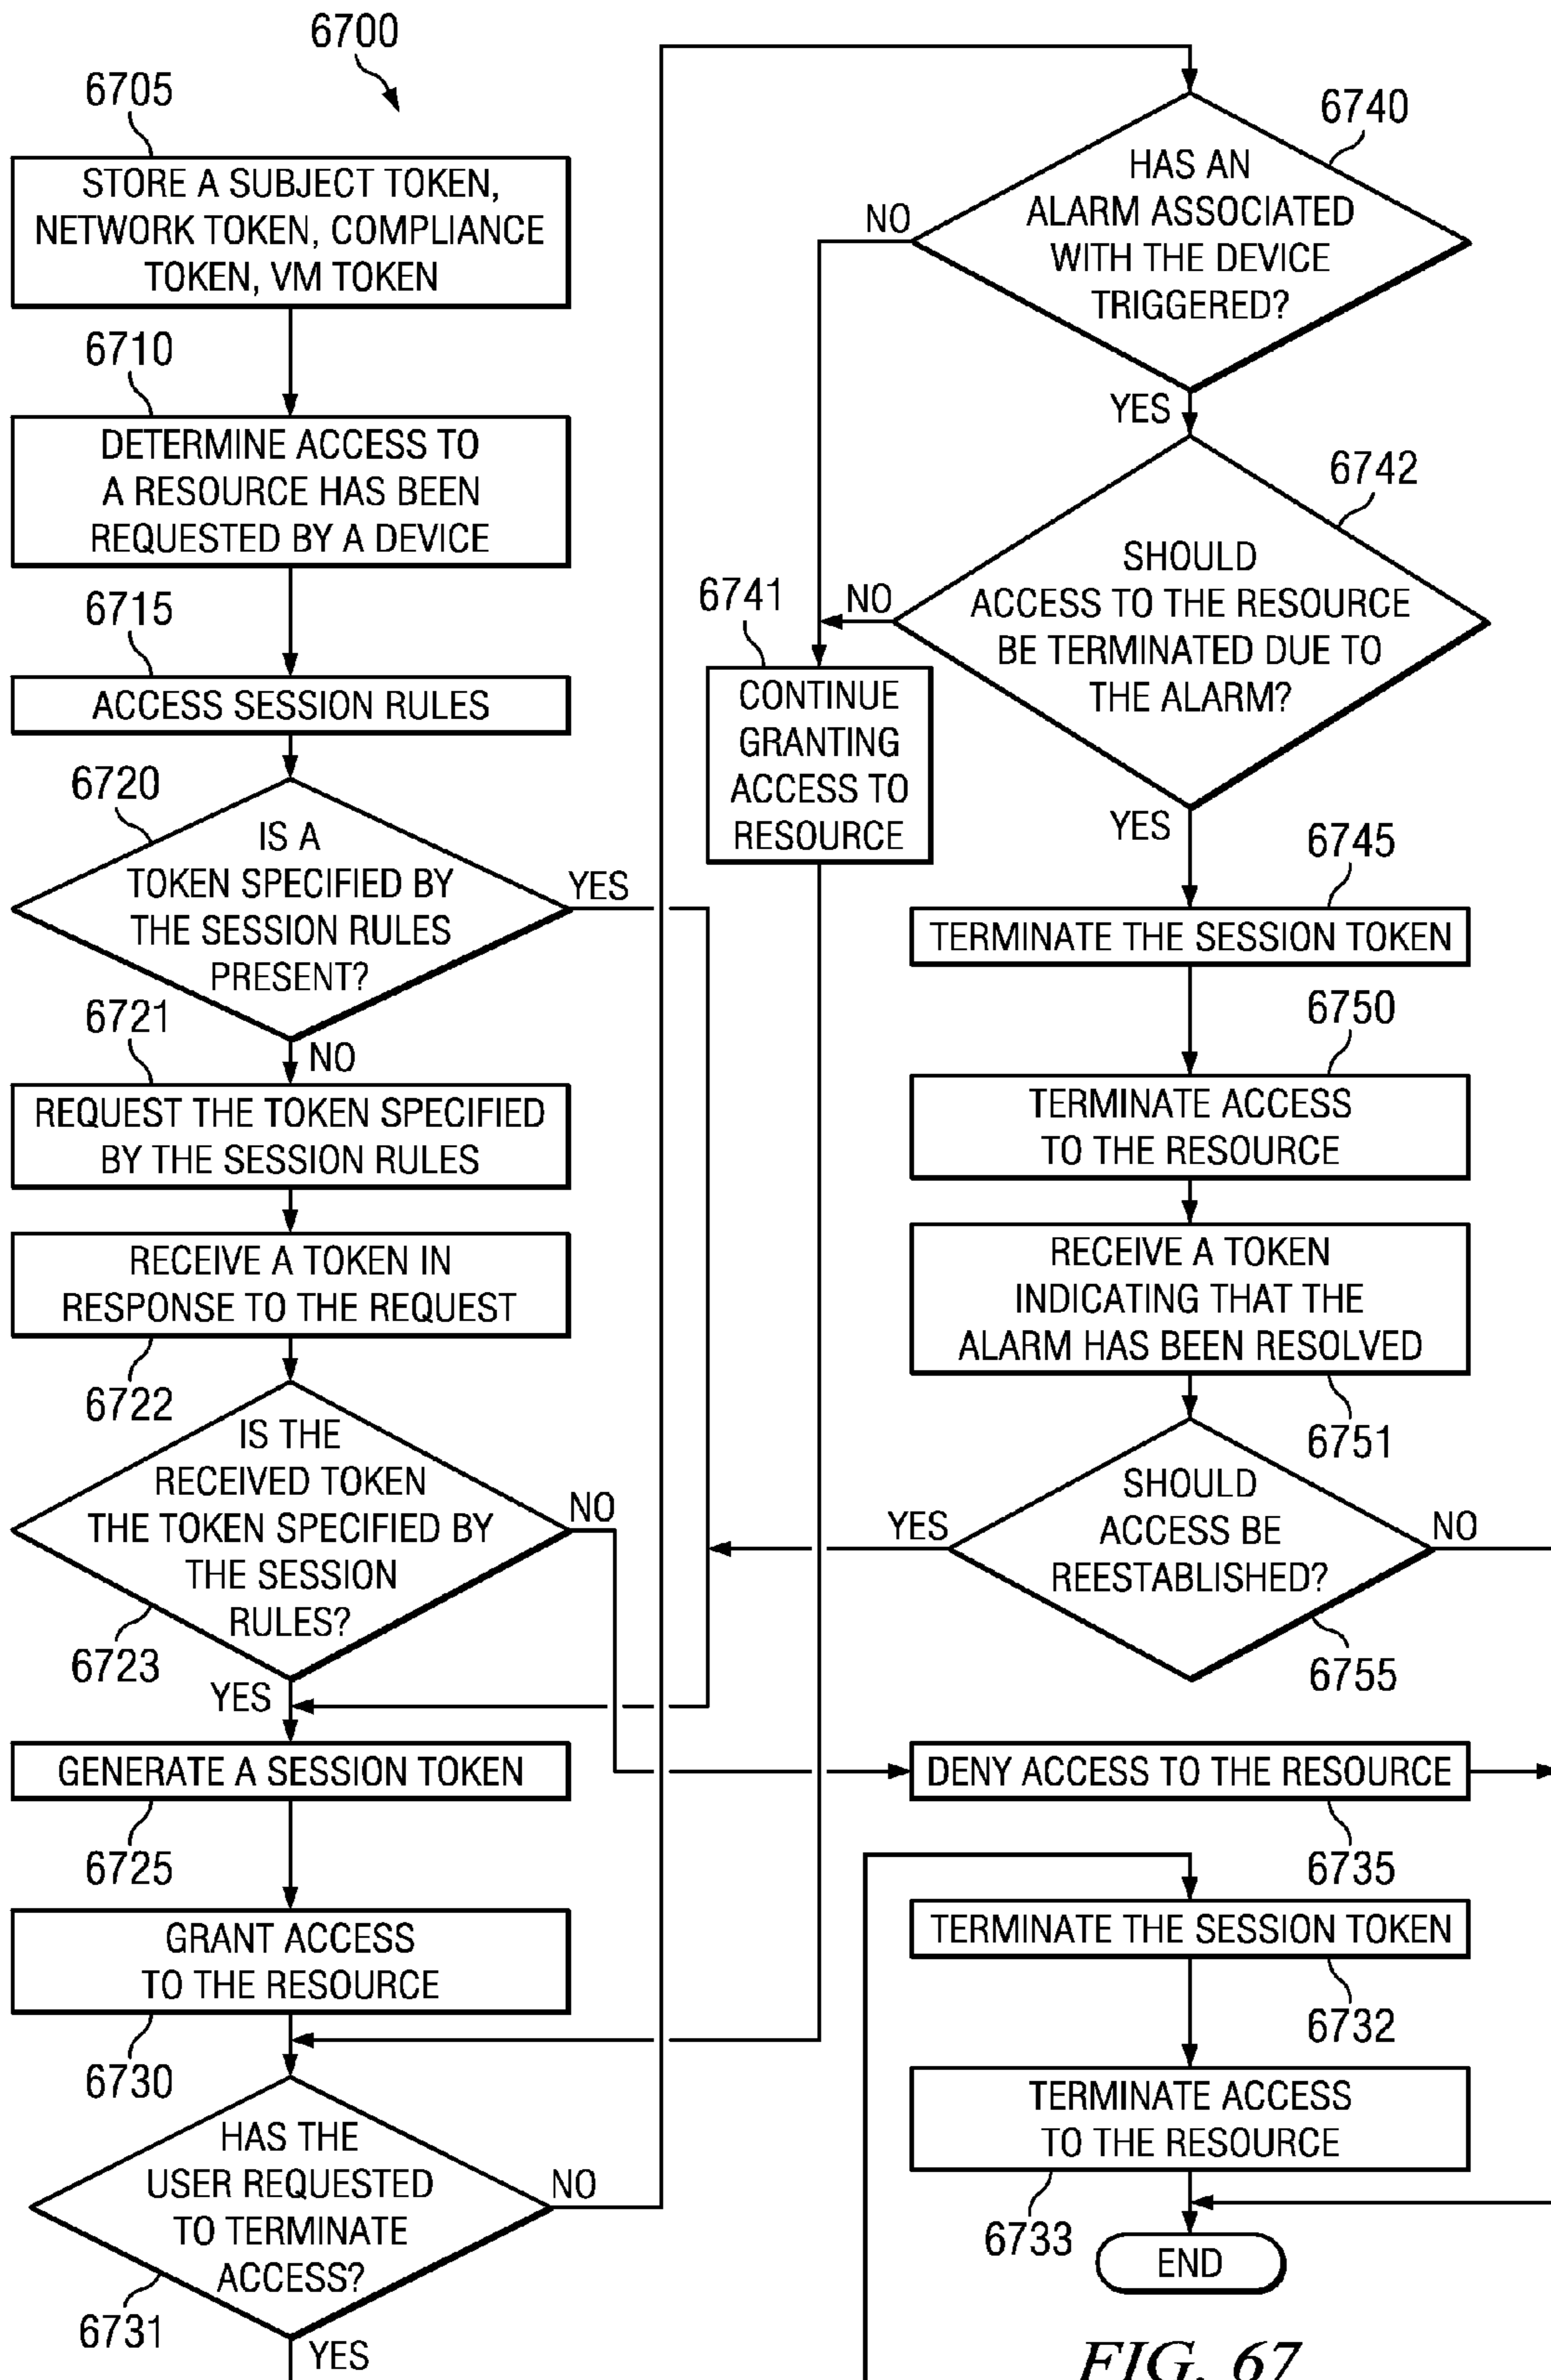 6700
6705
STORE A SUBJECT TOKEN,
NETWORK TOKEN, COMPLIANCE
TOKEN, VM TOKEN
6710
DETERMINE ACCESS TO
A RESOURCE HAS BEEN
REQUESTED BY A DEVICE
6715
ACCESS SESSION RULES
6720
IS A
TOKEN SPECIFIED BY
THE SESSION RULES
PRESENT?
YES
6721
NO
REQUEST THE TOKEN SPECIFIED
BY THE SESSION RULES
RECEIVE A TOKEN IN
RESPONSE TO THE REQUEST
6722
IS THE
RECEIVED TOKEN
THE TOKEN SPECIFIED BY
THE SESSION
RULES?
NO
6723
YES
GENERATE A SESSION TOKEN
6725
GRANT ACCESS
TO THE RESOURCE
6730
HAS THE
USER REQUESTED
TO TERMINATE
ACCESS?
NO
6731
YES
6740
HAS AN
ALARM ASSOCIATED
WITH THE DEVICE
TRIGGERED?
NO
YES
6742
SHOULD
ACCESS TO THE RESOURCE
BE TERMINATED DUE TO
THE ALARM?
NO
6741
CONTINUE
GRANTING
ACCESS TO
RESOURCE
YES
6745
TERMINATE THE SESSION TOKEN
6750
TERMINATE ACCESS
TO THE RESOURCE
RECEIVE A TOKEN
INDICATING THAT THE
ALARM HAS BEEN RESOLVED
6751
SHOULD
ACCESS BE
REESTABLISHED?
YES
NO
6755
DENY ACCESS TO THE RESOURCE
6735
TERMINATE THE SESSION TOKEN
6732
TERMINATE ACCESS
TO THE RESOURCE
6733
END
FIG. 67